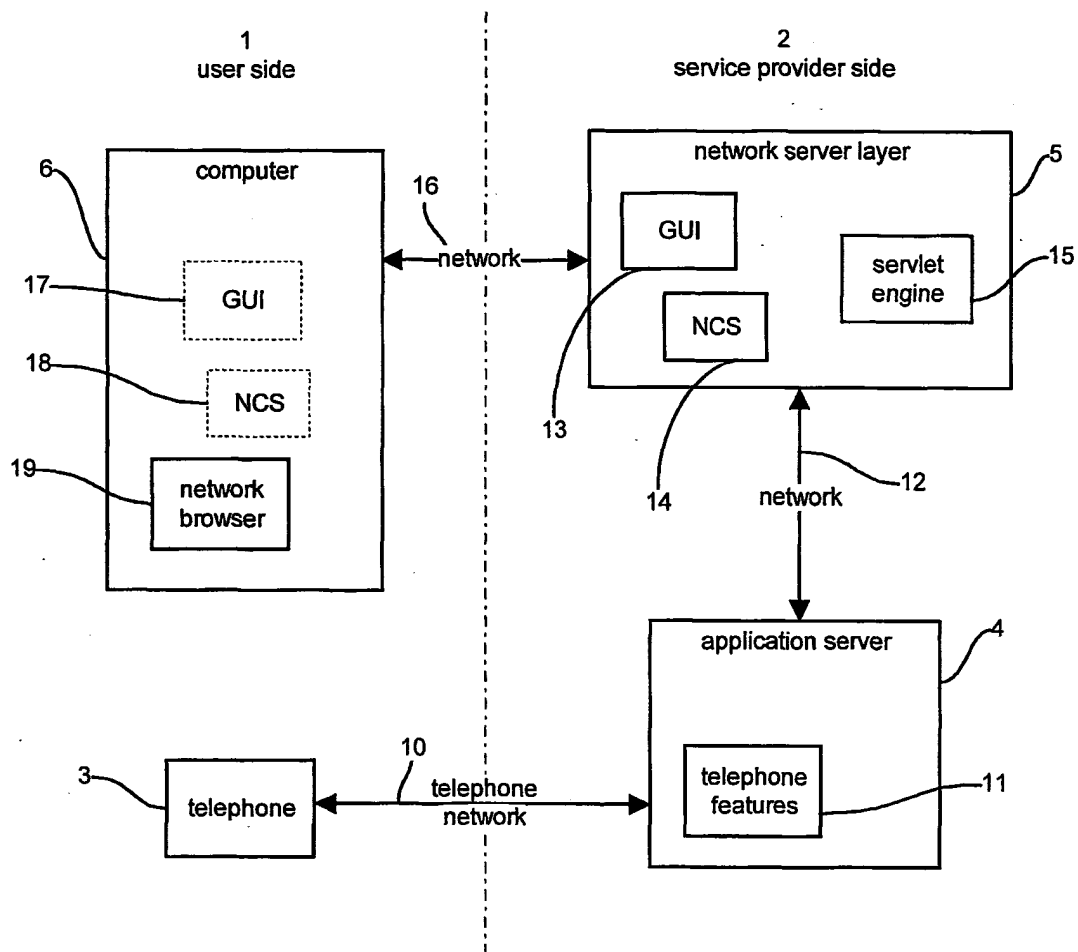 1
user side
2
service provider side
computer
6
17
GUI
18
NCS
19
network
browser
16
network
network server layer
5
GUI
servlet
engine
15
NCS
13
14
12
network
application server
4
telephone
features
11
3
telephone
10
telephone
network